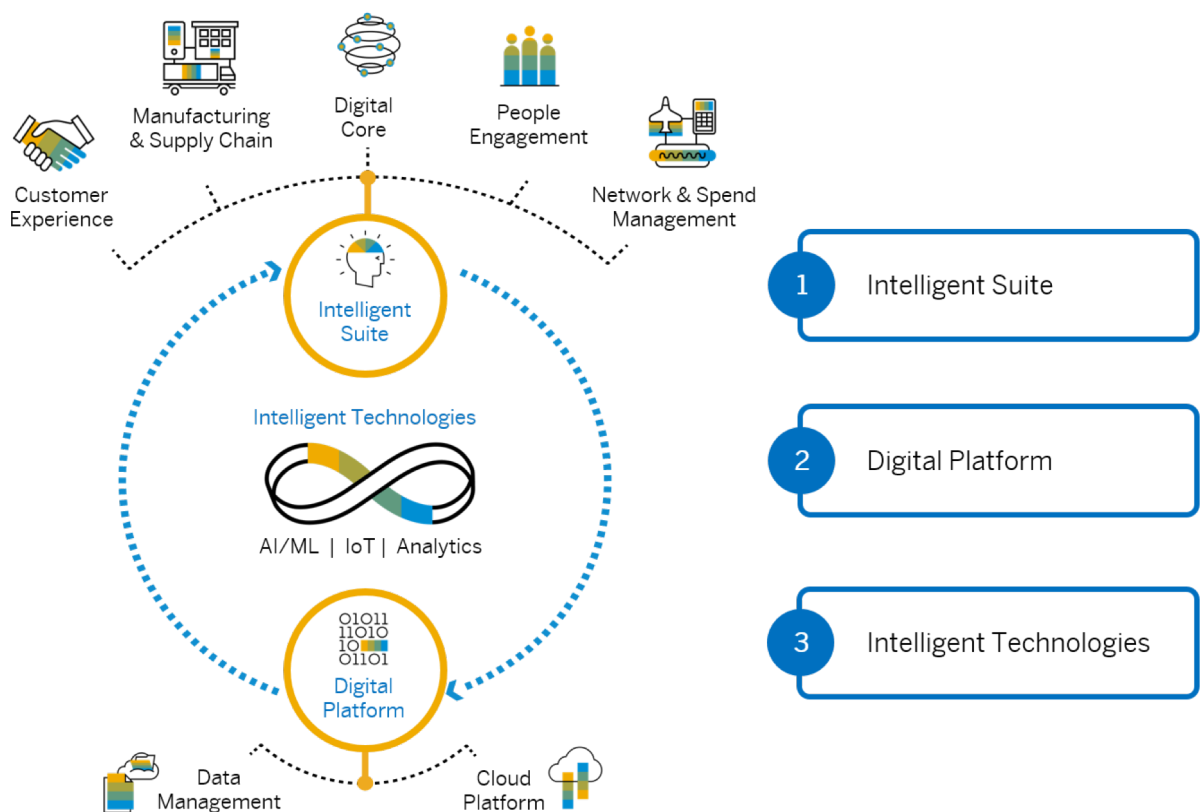 Customer
Experience
Manufacturing
& Supply Chain
Digital
Core
People
Engagement
Network & Spend
Management
Intelligent
Suite
Intelligent Technologies
AI/ML | IoT | Analytics
01011
11010
10
01101
Digital
Platform
Data
Management
Cloud
Platform
1 Intelligent Suite
2 Digital Platform
3 Intelligent Technologies